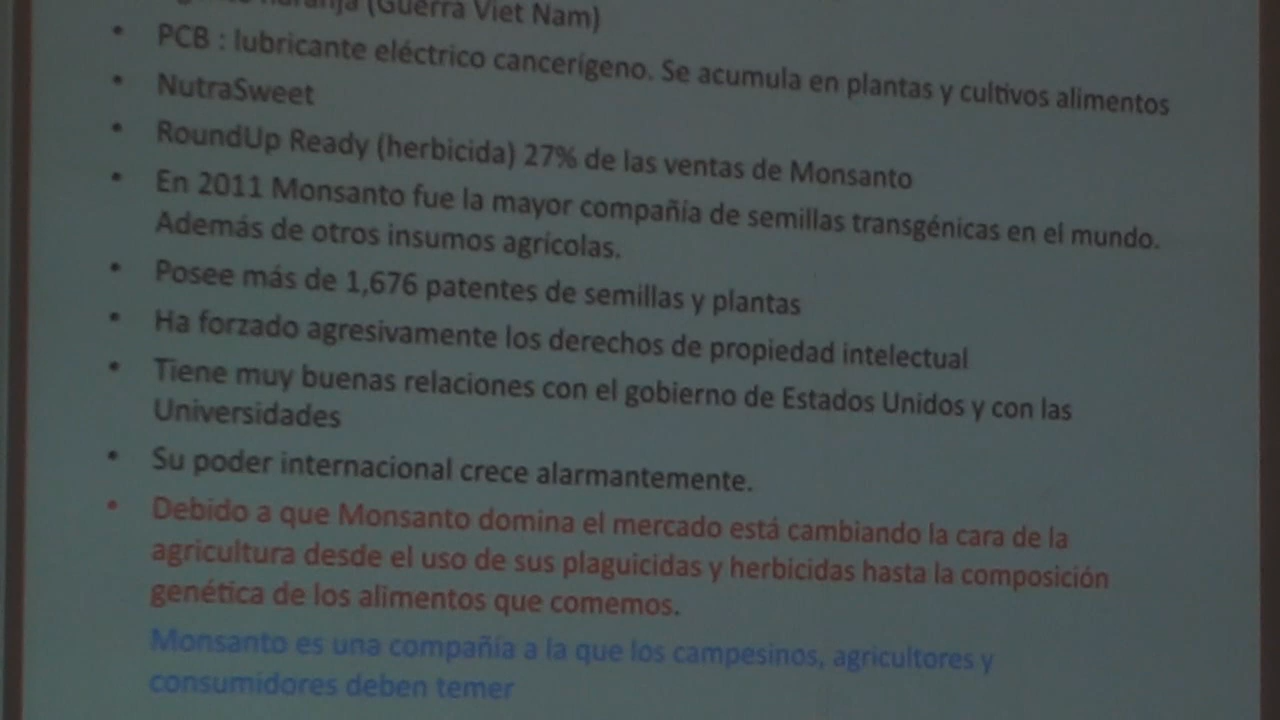 naranja (Guerra Viet Nam)
• PCB : lubricante eléctrico cancerígeno. Se acumula en plantas y cultivos alimentos
• NutraSweet
• RoundUp Ready (herbicida) 27% de las ventas de Monsanto
• En 2011 Monsanto fue la mayor compañía de semillas transgénicas en el mundo.
Además de otros insumos agrícolas.
• Posee más de 1,676 patentes de semillas y plantas
• Ha forzado agresivamente los derechos de propiedad intelectual
• Tiene muy buenas relaciones con el gobierno de Estados Unidos y con las
Universidades
• Su poder internacional crece alarmantemente.
• Debido a que Monsanto domina el mercado está cambiando la cara de la
agricultura desde el uso de sus plaguicidas y herbicidas hasta la composición
genética de los alimentos que comemos.
Monsanto es una compañía a la que los campesinos, agricultores y
consumidores deben temer